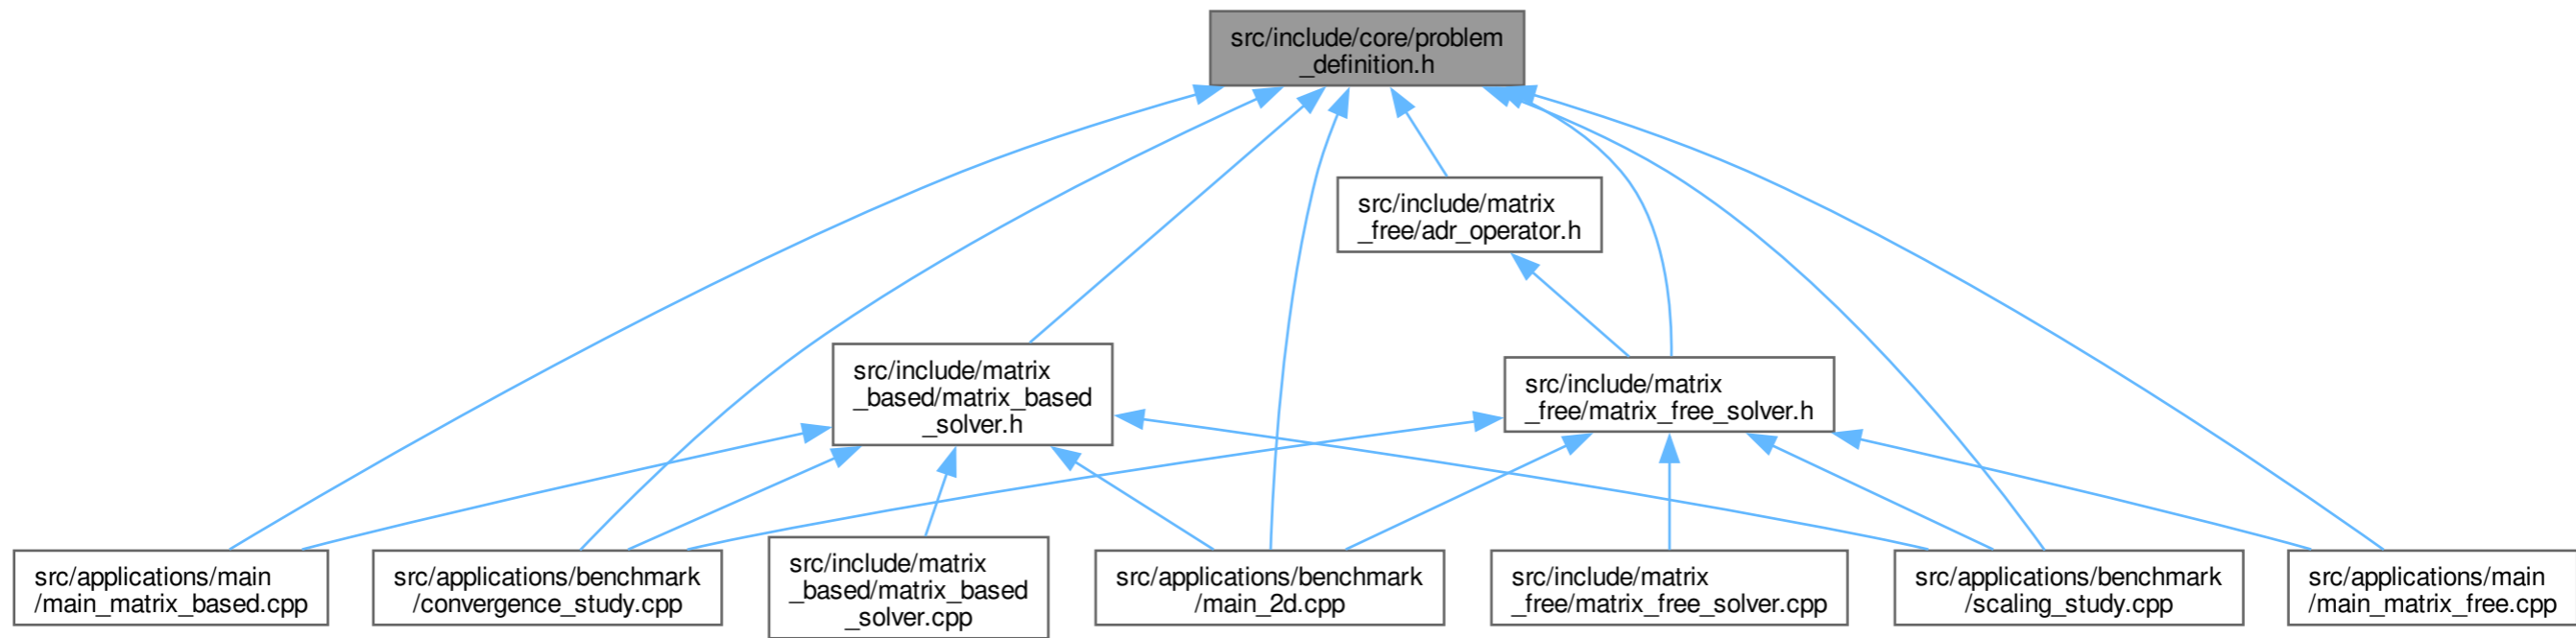 src/include/core/problem
_definition.h
src/include/matrix
_free/adr_operator.h
src/include/matrix
_based/matrix_based
_solver.h
src/include/matrix
_free/matrix_free_solver.h
src/applications/main
/main_matrix_based.cpp
src/applications/benchmark
/convergence_study.cpp
src/include/matrix
_based/matrix_based
_solver.cpp
src/applications/benchmark
/main_2d.cpp
src/include/matrix
_free/matrix_free_solver.cpp
src/applications/benchmark
/scaling_study.cpp
src/applications/main
/main_matrix_free.cpp